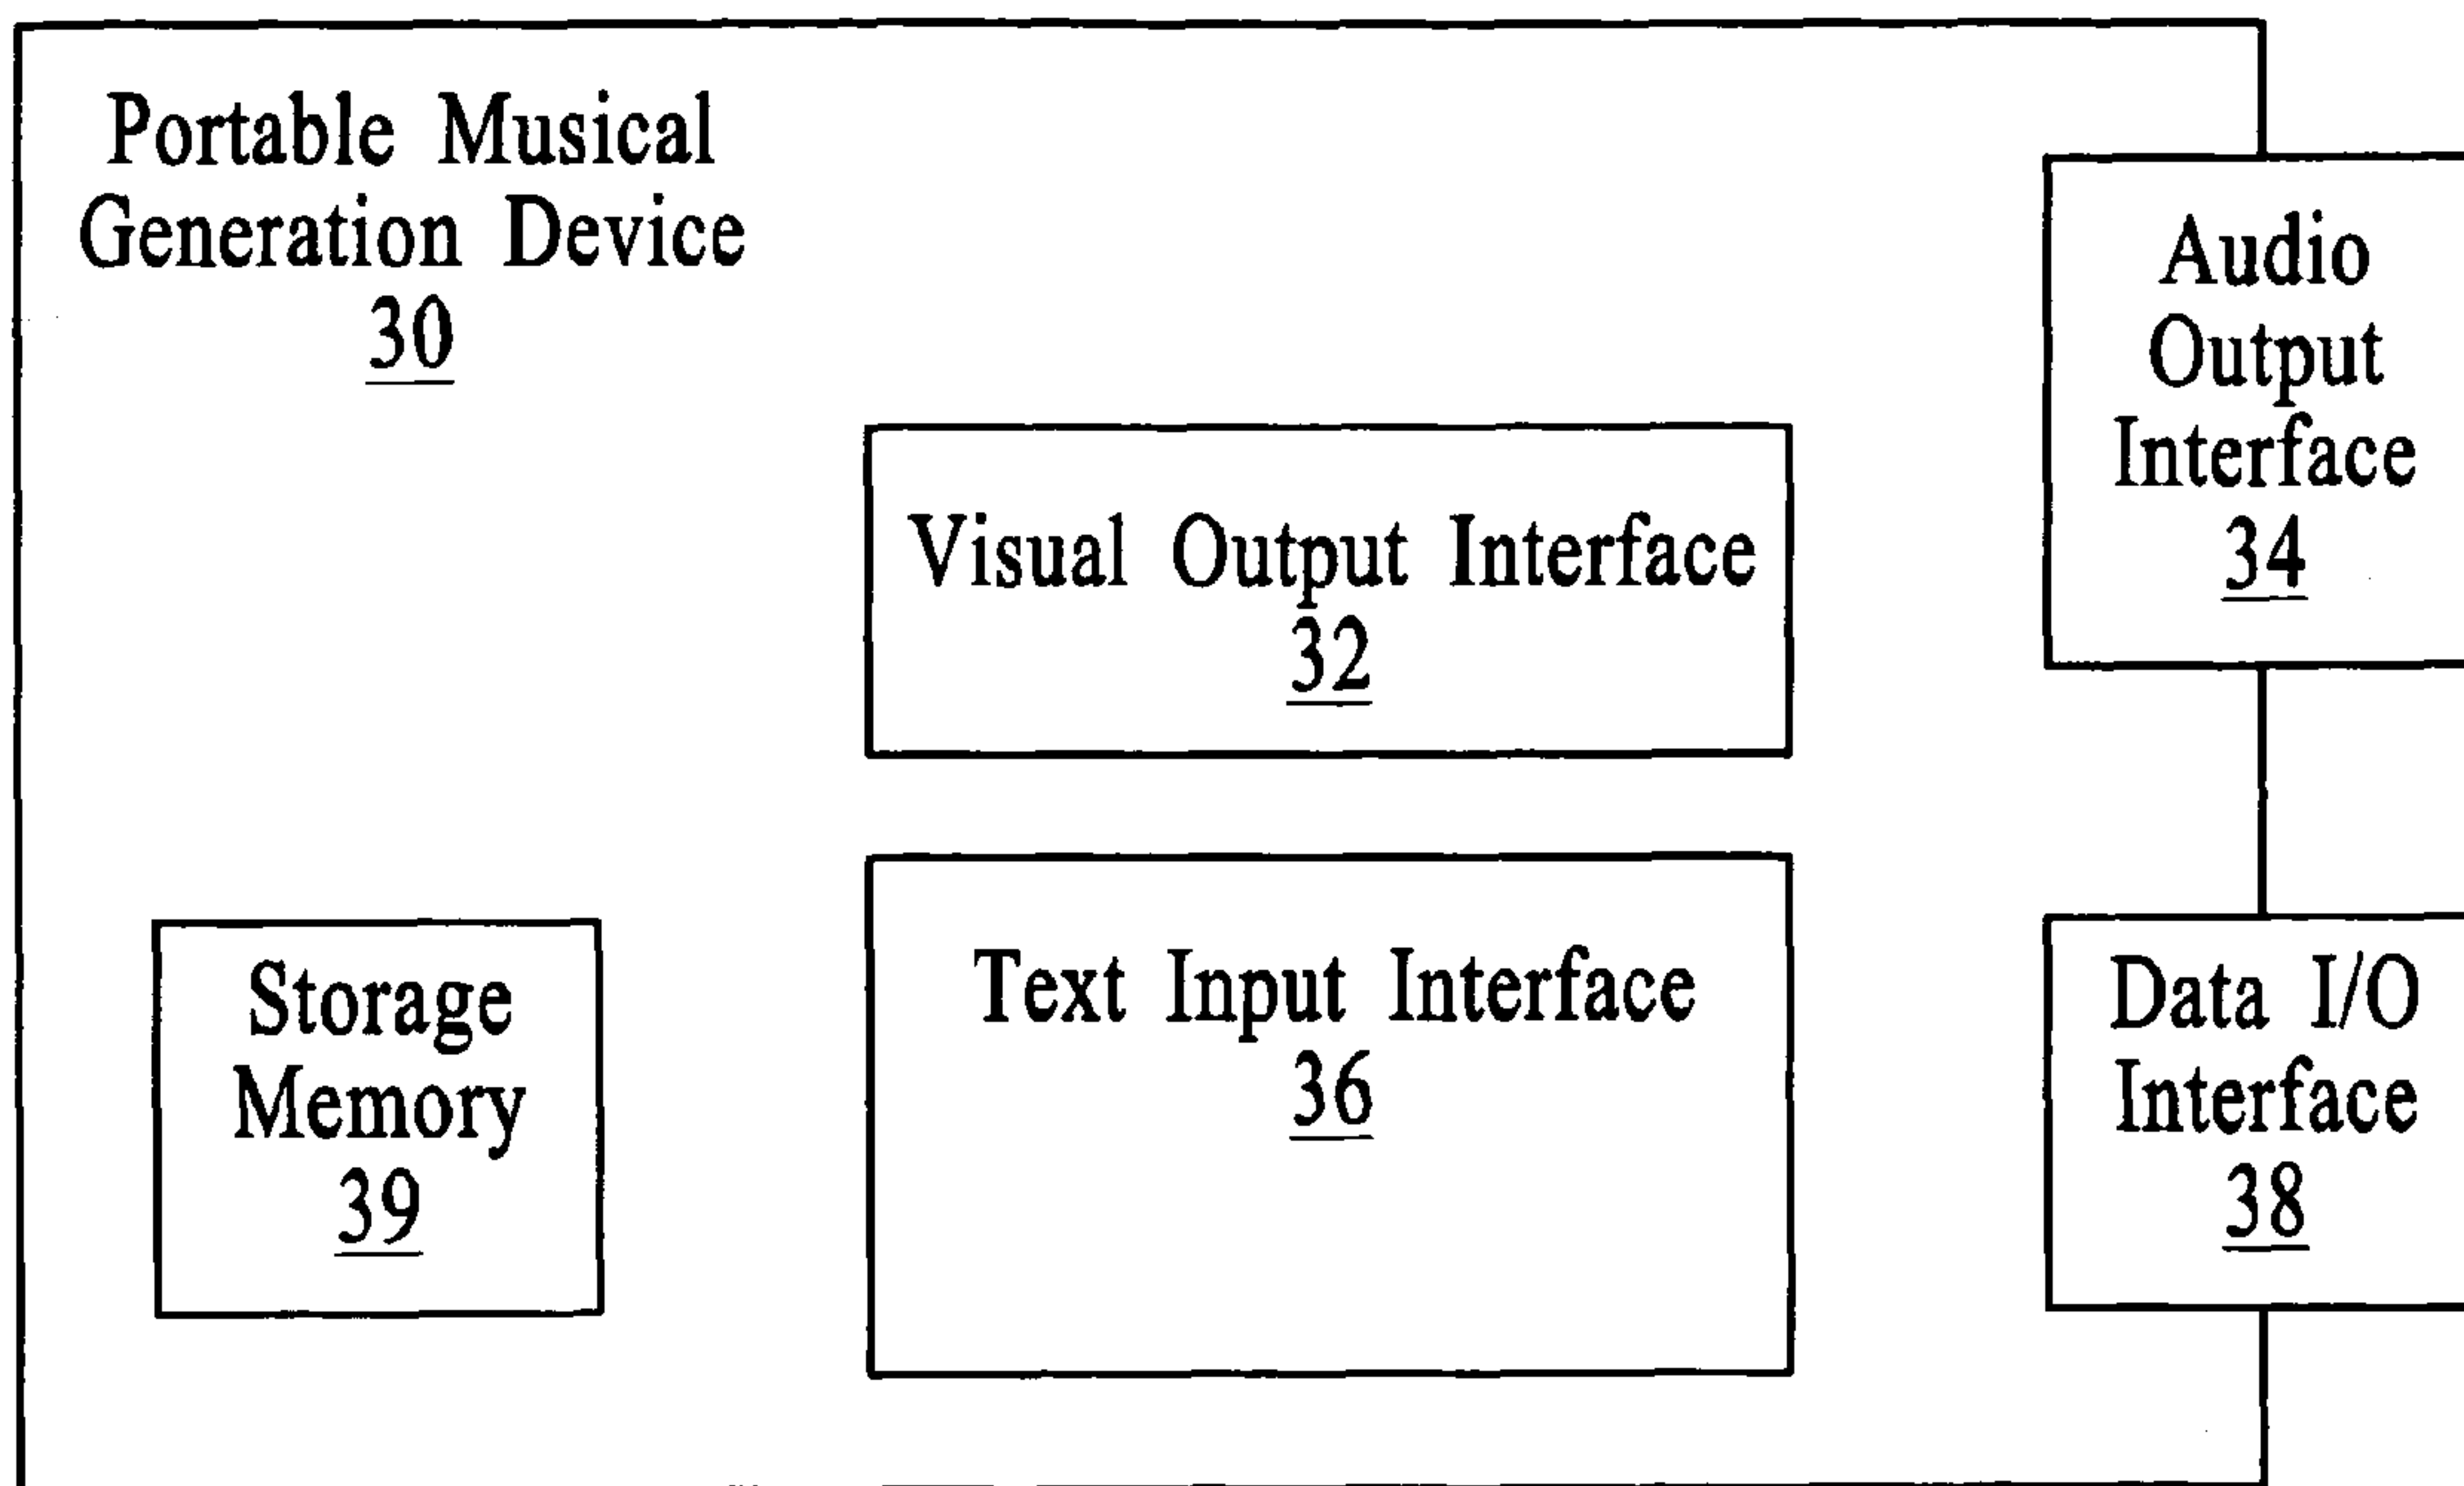 Portable Musical
Generation Device
30
Audio
Output
Interface
34
Visual Output Interface
32
Storage
Memory
39
Text Input Interface
36
Data I/O
Interface
38